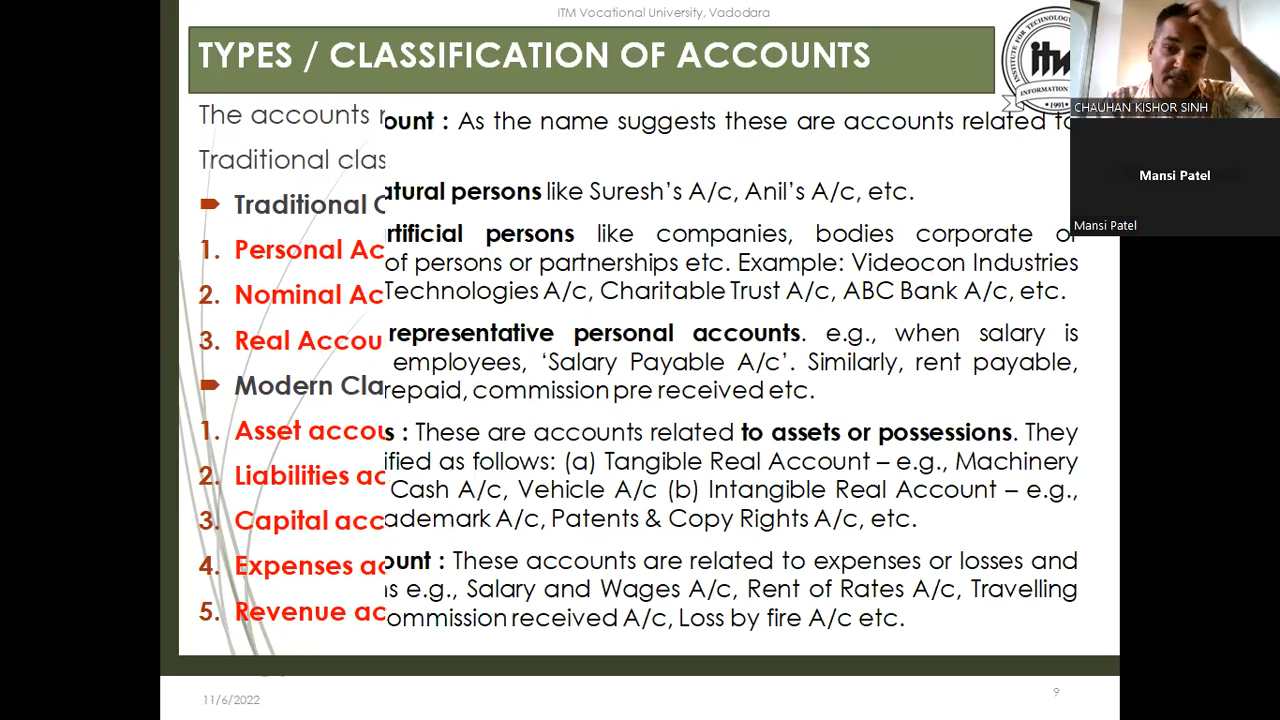 ITM Vocational University, Vadodara
TYPES / CLASSIFICATION OF ACCOUNTS
The accounts
Traditional clas
Traditional
1. Personal Ac
2. Nominal Ac
3. Real Accou
Modern Cla
1. Asset accou
2. Liabilities ac
3. Capital acc
4. Expenses ac
5. Revenue ac
ount : As the name suggests these are accounts related to
atural persons like Suresh's A/c, Anil's A/c, etc.
rtificial persons like companies, bodies corporate or
of persons or partnerships etc. Example: Videocon Industries
Technologies A/c, Charitable Trust A/c, ABC Bank A/c, etc.
representative personal accounts. e.g., when salary is
employees, ‘Salary Payable A/c’. Similarly, rent payable,
repaid, commission pre received etc.
s : These are accounts related to assets or possessions. They
ified as follows: (a) Tangible Real Account – e.g., Machinery
Cash A/c, Vehicle A/c (b) Intangible Real Account – e.g.,
ademark A/c, Patents & Copy Rights A/c, etc.
ount : These accounts are related to expenses or losses and
ns e.g., Salary and Wages A/c, Rent of Rates A/c, Travelling
ommission received A/c, Loss by fire A/c etc.
11/6/2022
9
INSTITUTE FOR TECHNOLOGY
itm
INFORMATION
1991
CHAUHAN KISHOR SINH
Mansi Patel
Mansi Patel